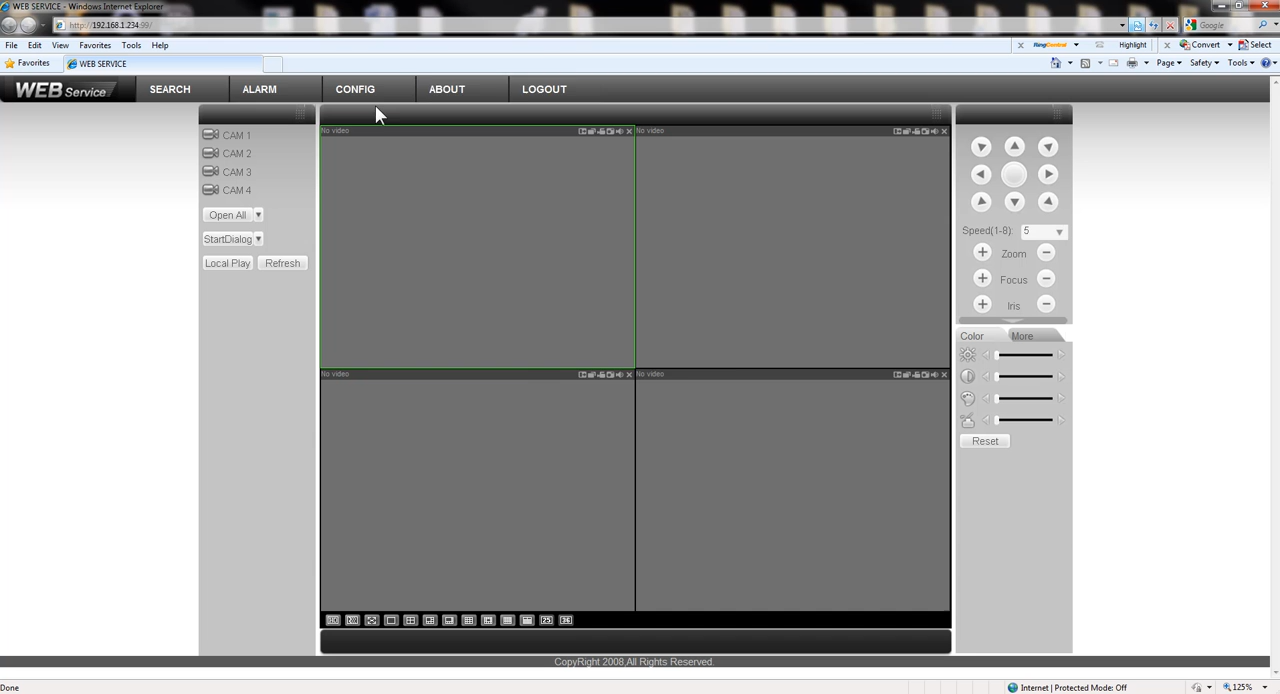 WEB SERVICE - Windows Internet Explorer
http://192.168.1.234:99/
Google
File Edit View Favorites Tools Help
RingCentral Highlight Convert Select
Favorites WEB SERVICE
Page Safety Tools
WEB Service SEARCH ALARM CONFIG ABOUT LOGOUT
No video No video
CAM 1
CAM 2
CAM 3
CAM 4
Open All
StartDialog
Local Play Refresh
Speed(1-8): 5
Zoom
Focus
Iris
Color More
Reset
No video No video
25 36
CopyRight 2008,All Rights Reserved.
Done Internet | Protected Mode: Off 125%